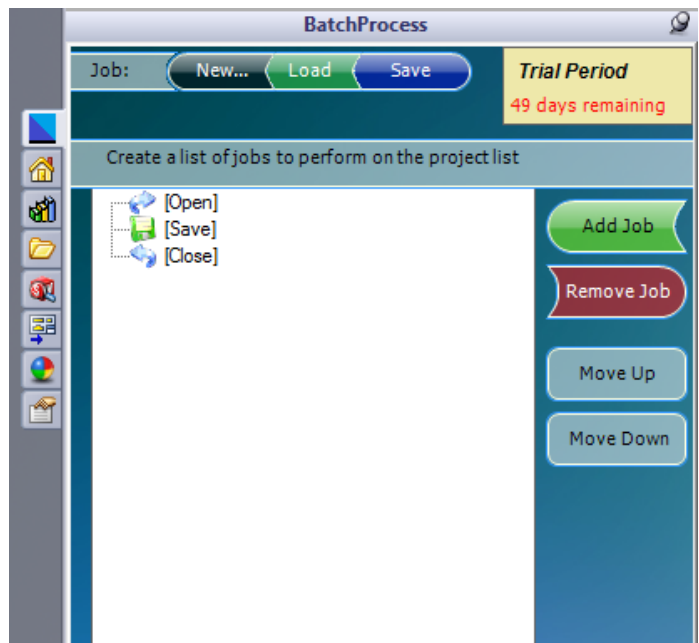 BatchProcess
Job:
New...
Load
Save
Trial Period
49 days remaining
Create a list of jobs to perform on the project list
[Open]
[Save]
[Close]
Add Job
Remove Job
Move Up
Move Down